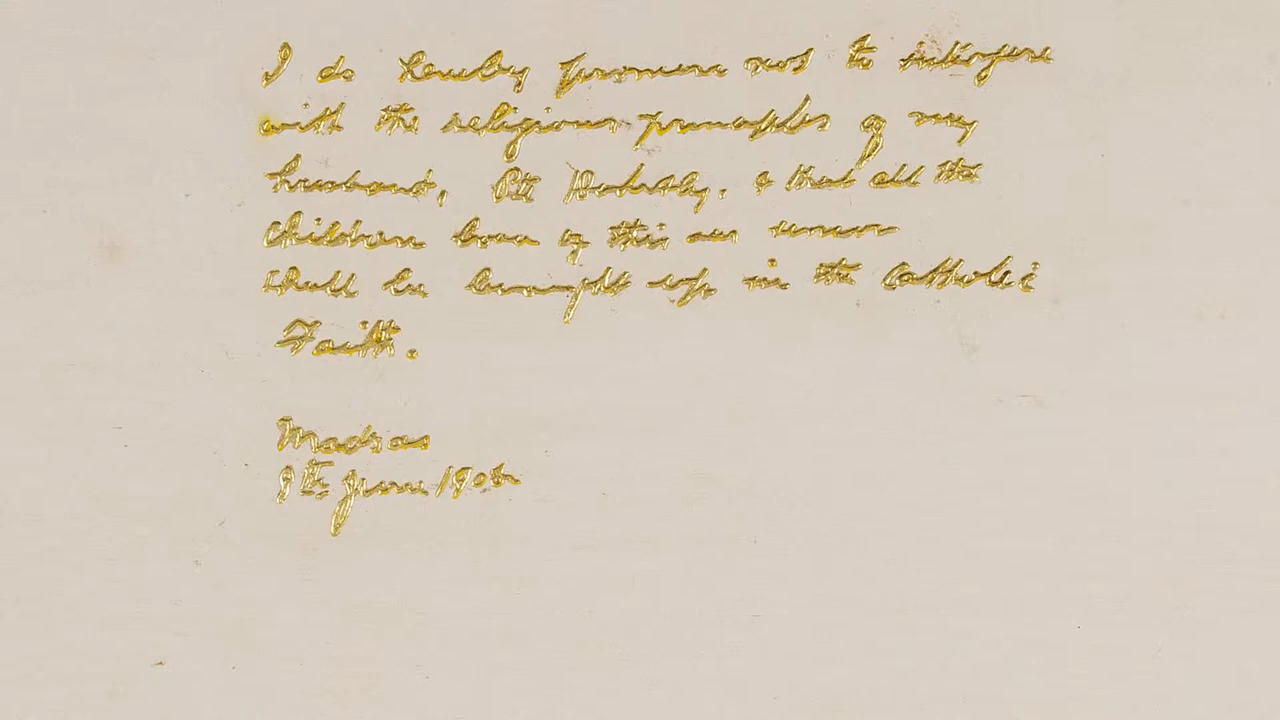 I do hereby promise not to interfere
with the religious principles of my
husband, Pte , & that all the
children born of this our union
shall be brought up in the Catholic
Faith.
Madras
9th June